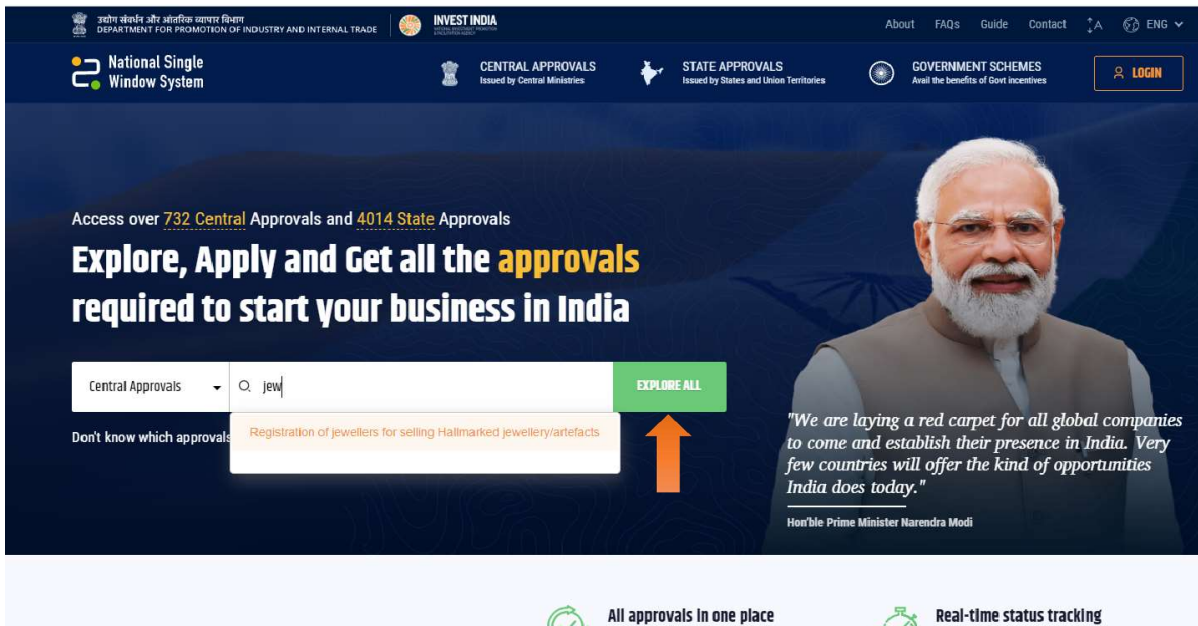 उद्योग संवर्धन और आंतरिक व्यापार विभाग
DEPARTMENT FOR PROMOTION OF INDUSTRY AND INTERNAL TRADE
INVEST INDIA
About FAQs Guide Contact A ENG
National Single
Window System
CENTRAL APPROVALS
Issued by Central Ministries
STATE APPROVALS
Issued by States and Union Territories
GOVERNMENT SCHEMES
Avail the benefits of Govt incentives
LOGIN
Access over 732 Central Approvals and 4014 State Approvals
Explore, Apply and Get all the approvals
required to start your business in India
Central Approvals
jew
EXPLORE ALL
Don't know which approvals
Registration of jewellers for selling Hallmarked jewellery/artefacts
"We are laying a red carpet for all global companies
to come and establish their presence in India. Very
few countries will offer the kind of opportunities
India does today."
Hon'ble Prime Minister Narendra Modi
All approvals in one place
Real-time status tracking